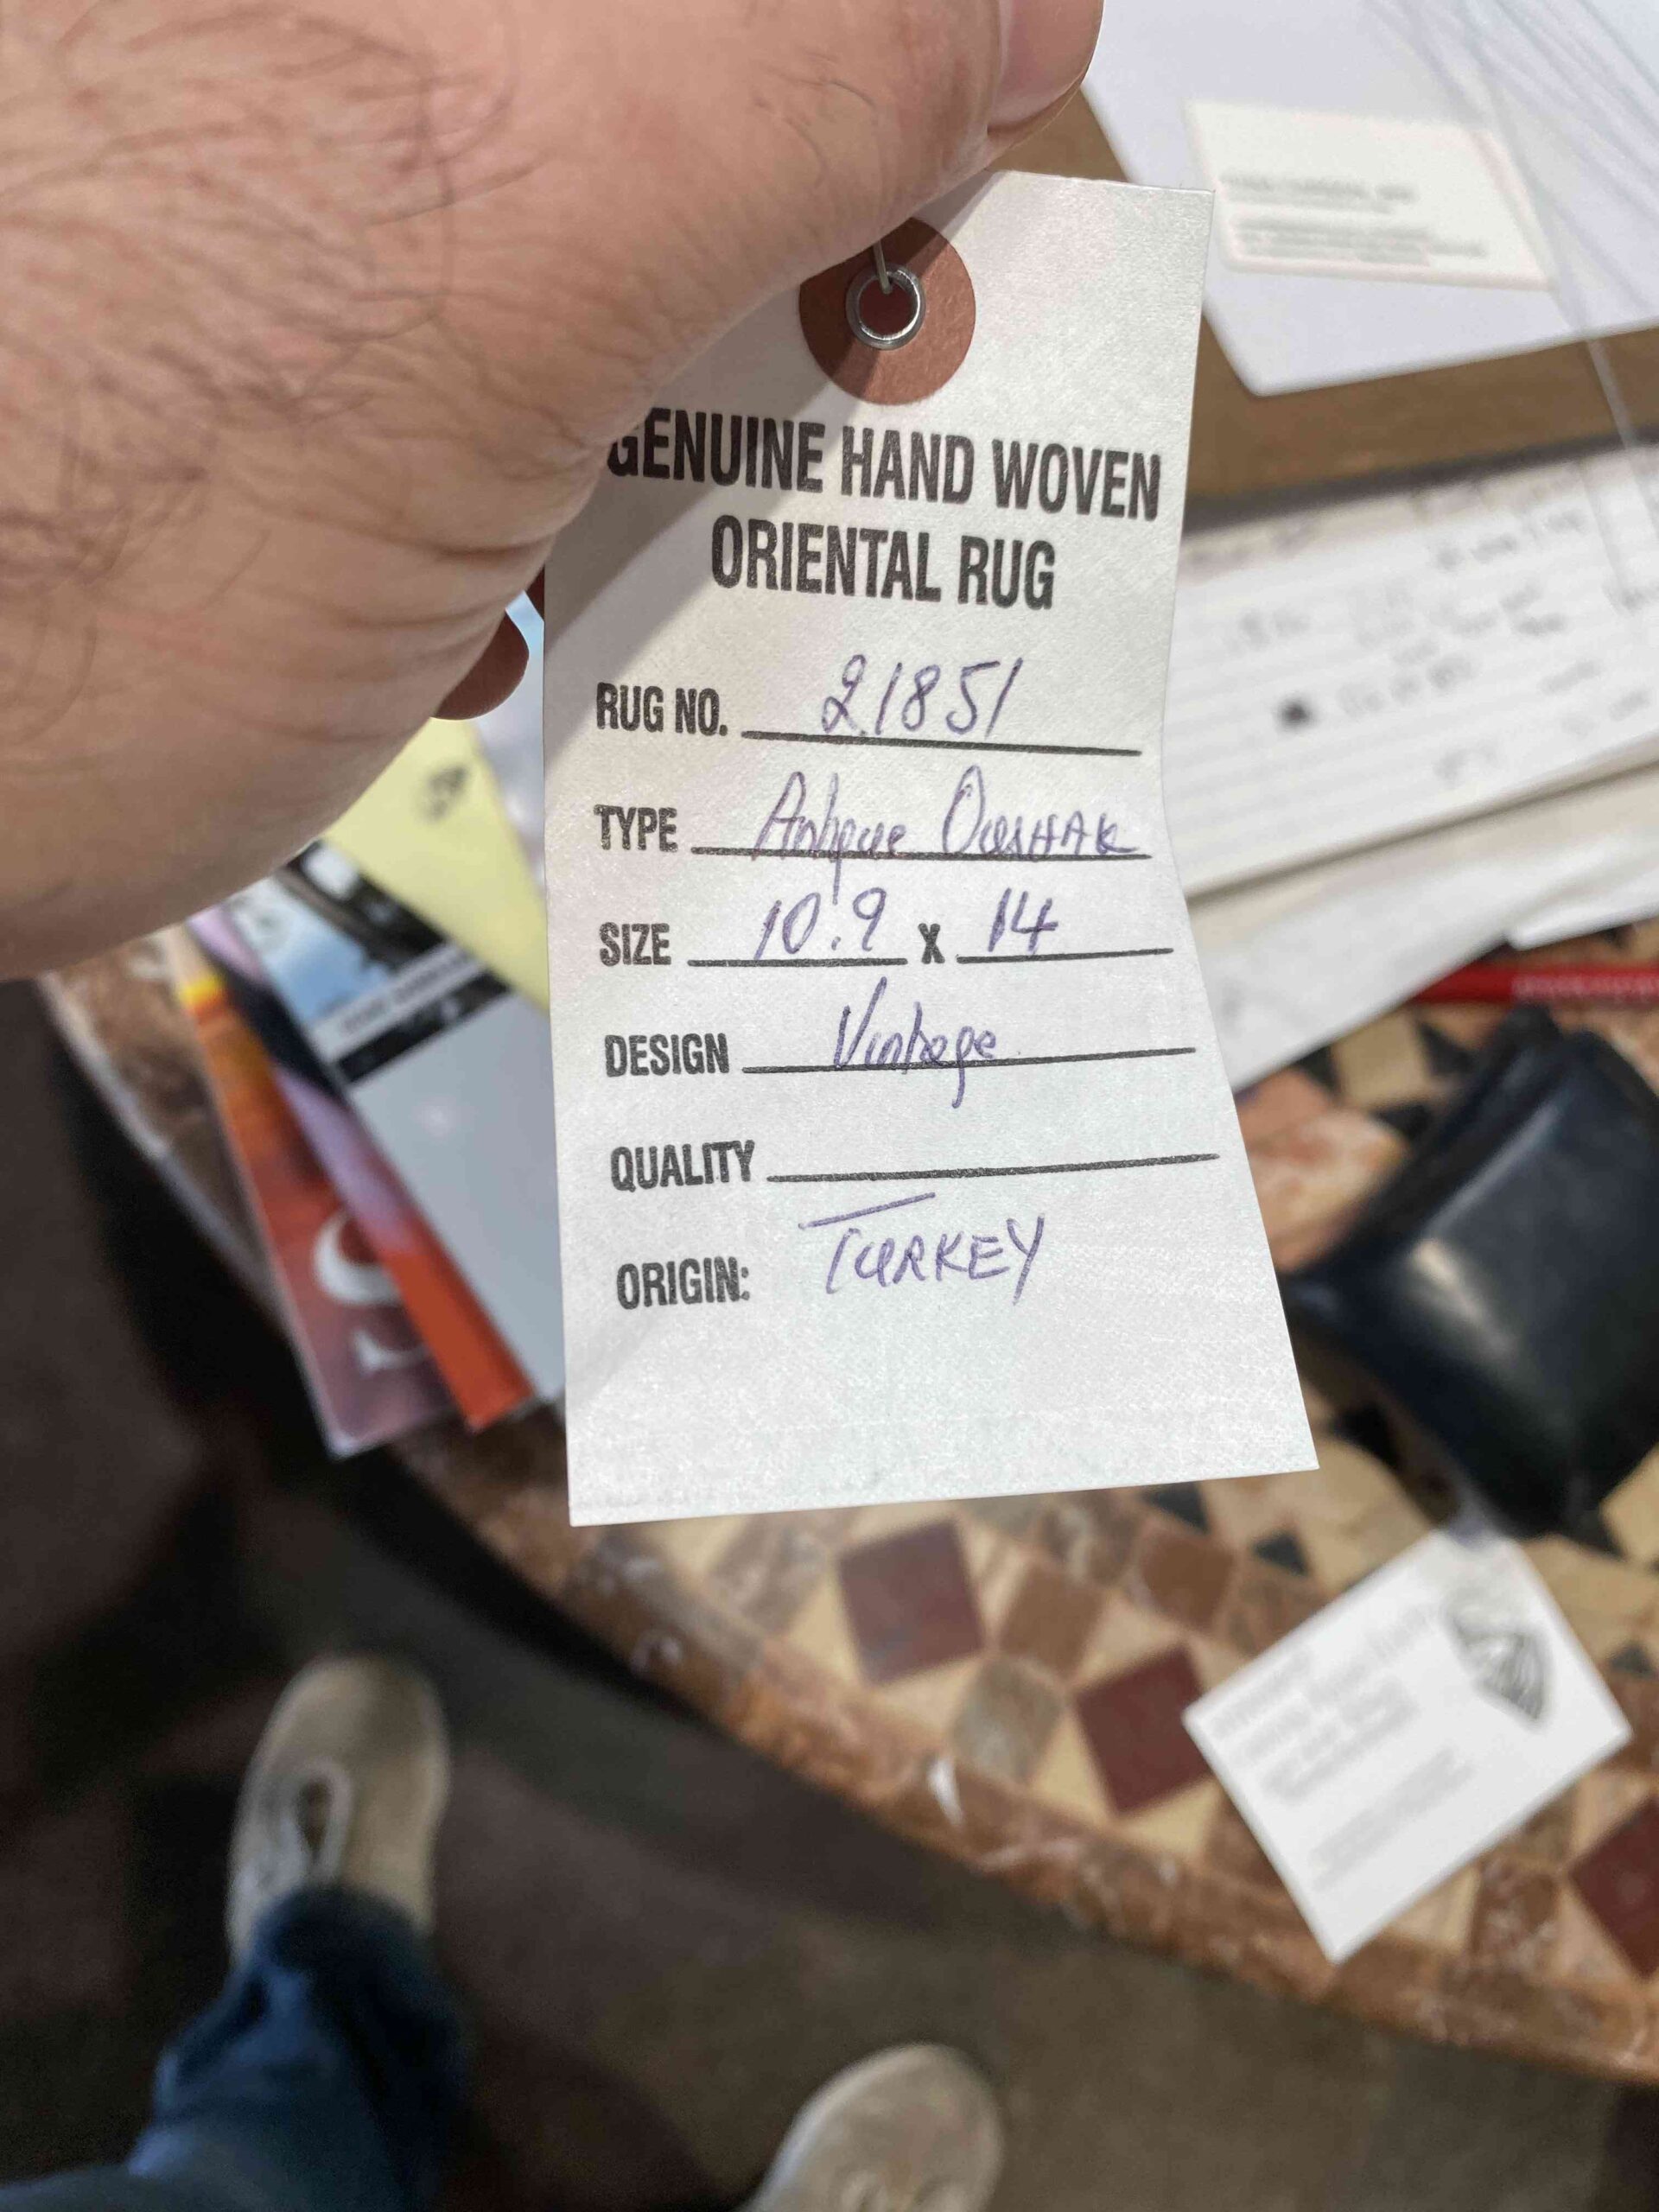 GENUINE HAND WOVEN
ORIENTAL RUG
RUG NO. 21851
TYPE Antique OusHAK
SIZE 10.9 X 14
DESIGN Vintage
QUALITY
ORIGIN: TURKEY